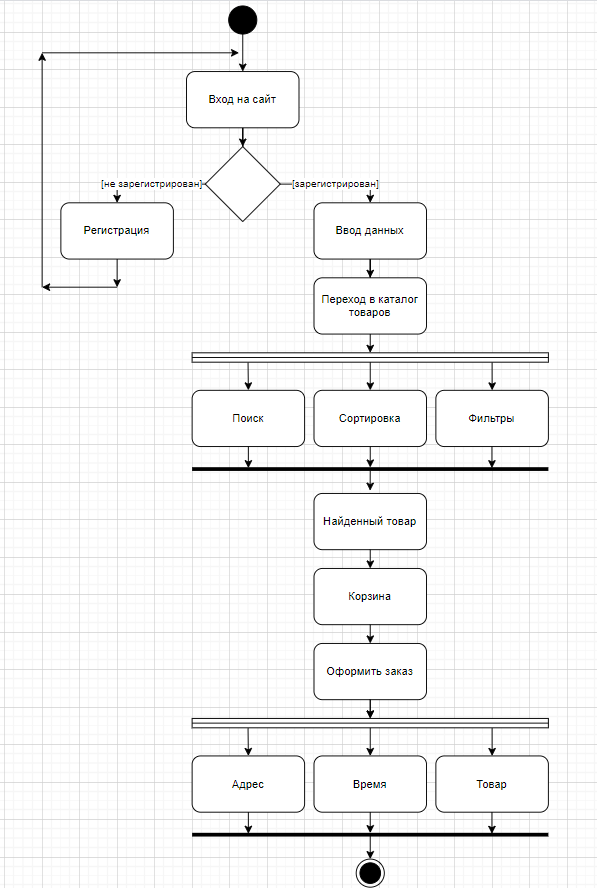 Вход на сайт
[не зарегистрирован]
[зарегистрирован]
Регистрация
Ввод данных
Переход в каталог
товаров
Поиск
Сортировка
Фильтры
Найденный товар
Корзина
Оформить заказ
Адрес
Время
Товар